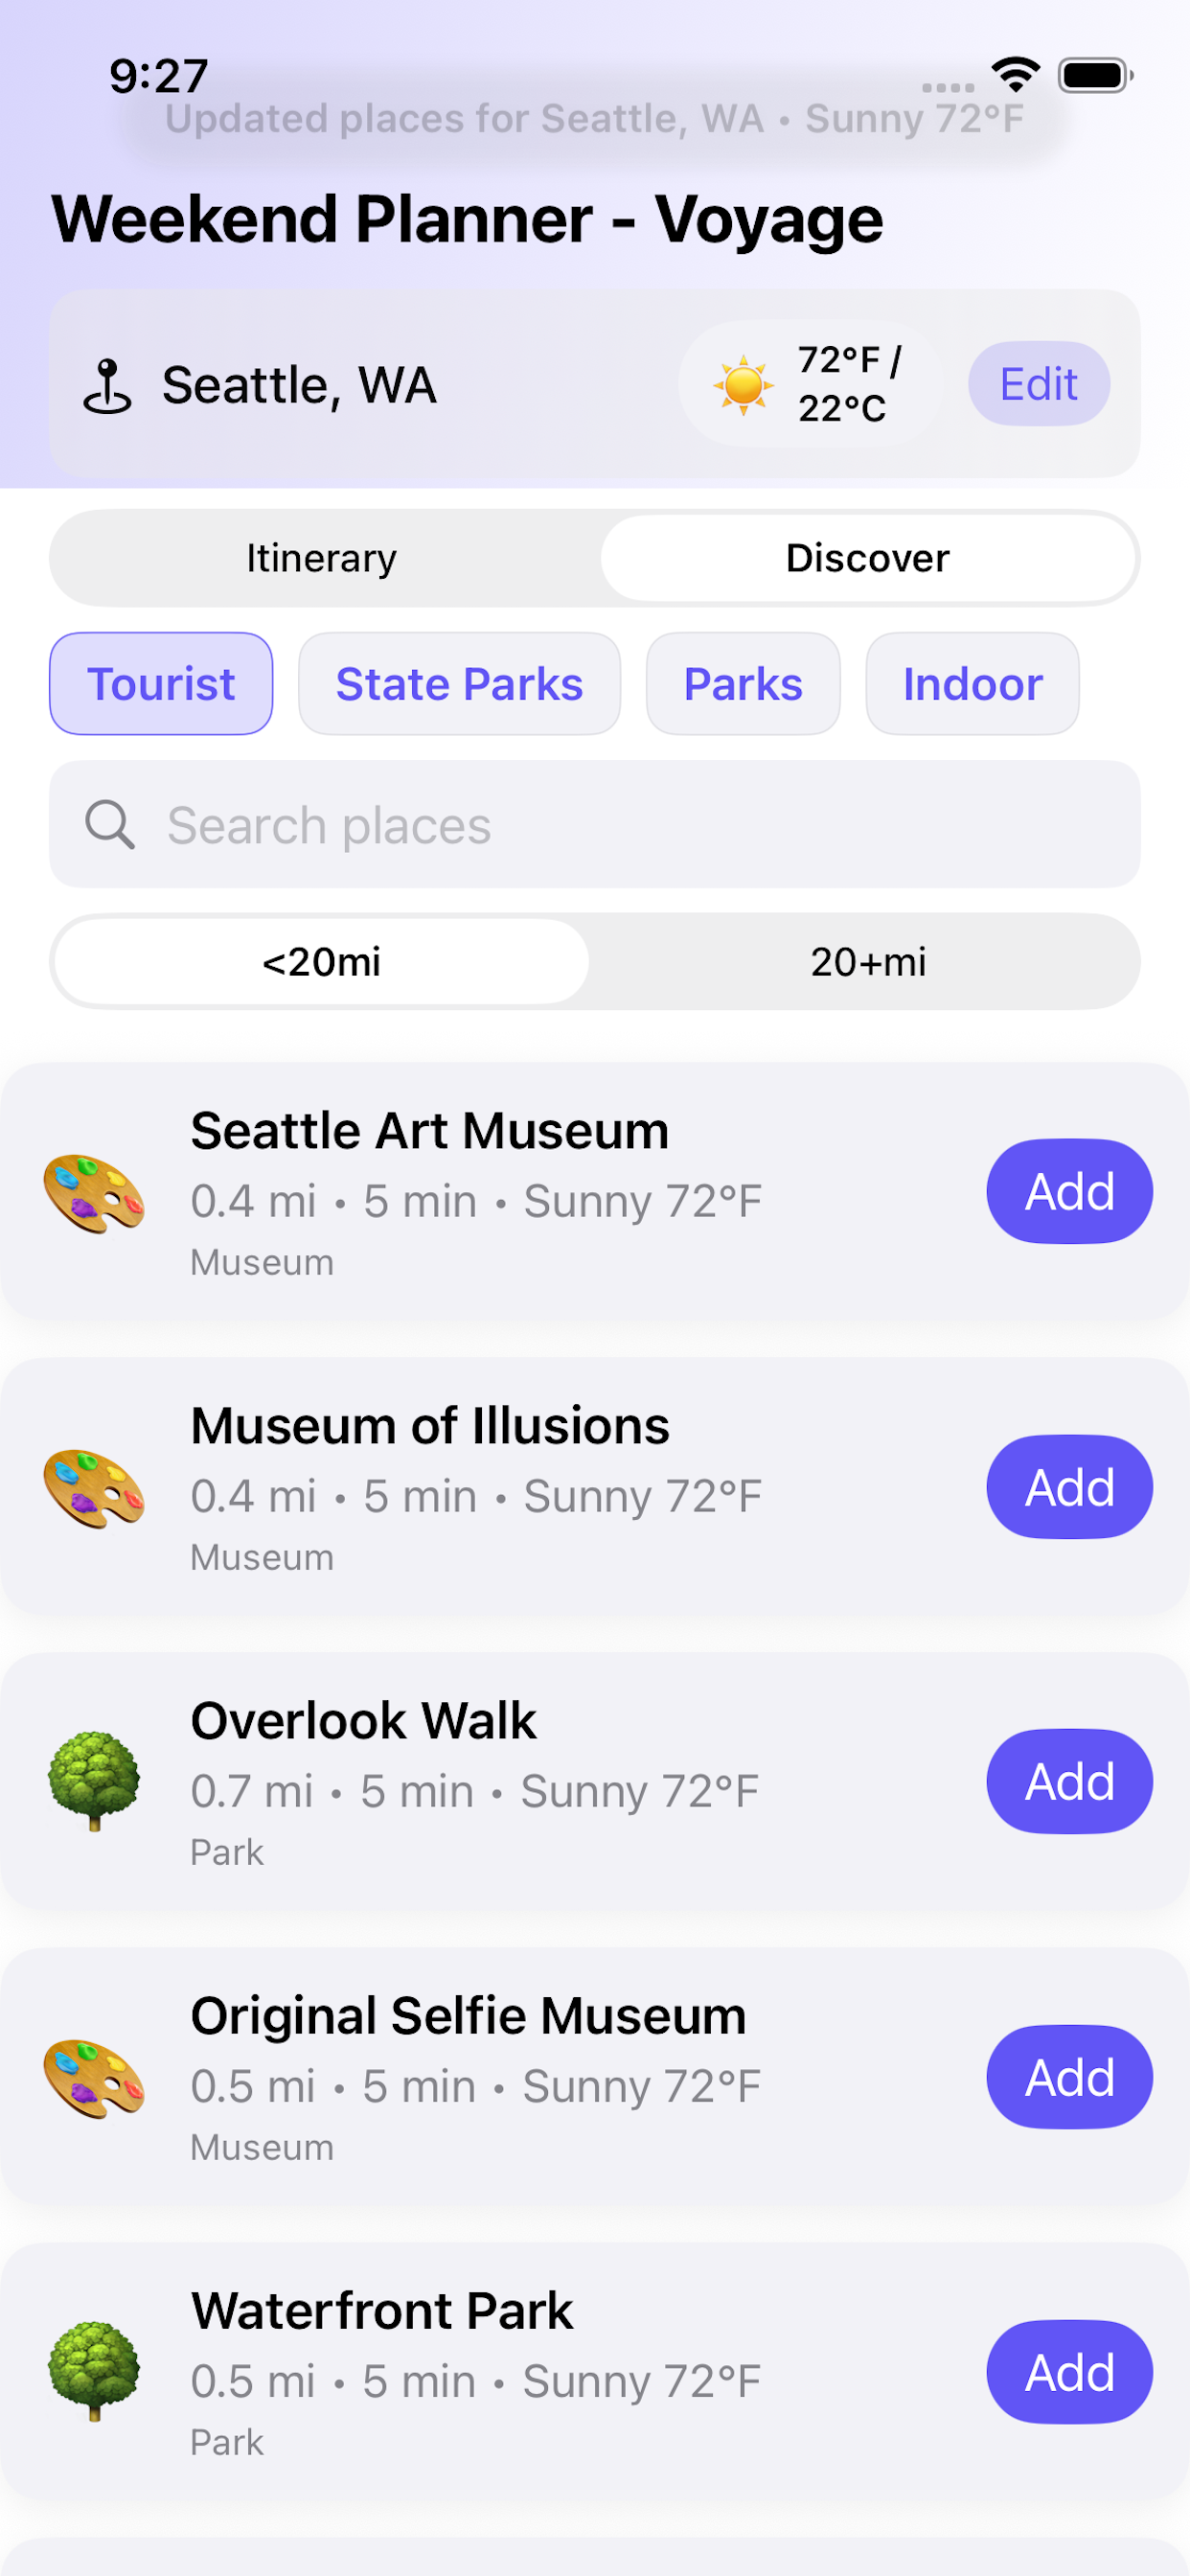 9:27
Updated places for Seattle, WA • Sunny 72°F
Weekend Planner - Voyage
Seattle, WA
72°F /
22°C
Edit
Itinerary
Discover
Tourist
State Parks
Parks
Indoor
Search places
<20mi
20+mi
Seattle Art Museum
0.4 mi • 5 min • Sunny 72°F
Museum
Add
Museum of Illusions
0.4 mi • 5 min • Sunny 72°F
Museum
Add
Overlook Walk
0.7 mi • 5 min • Sunny 72°F
Park
Add
Original Selfie Museum
0.5 mi • 5 min • Sunny 72°F
Museum
Add
Waterfront Park
0.5 mi • 5 min • Sunny 72°F
Park
Add